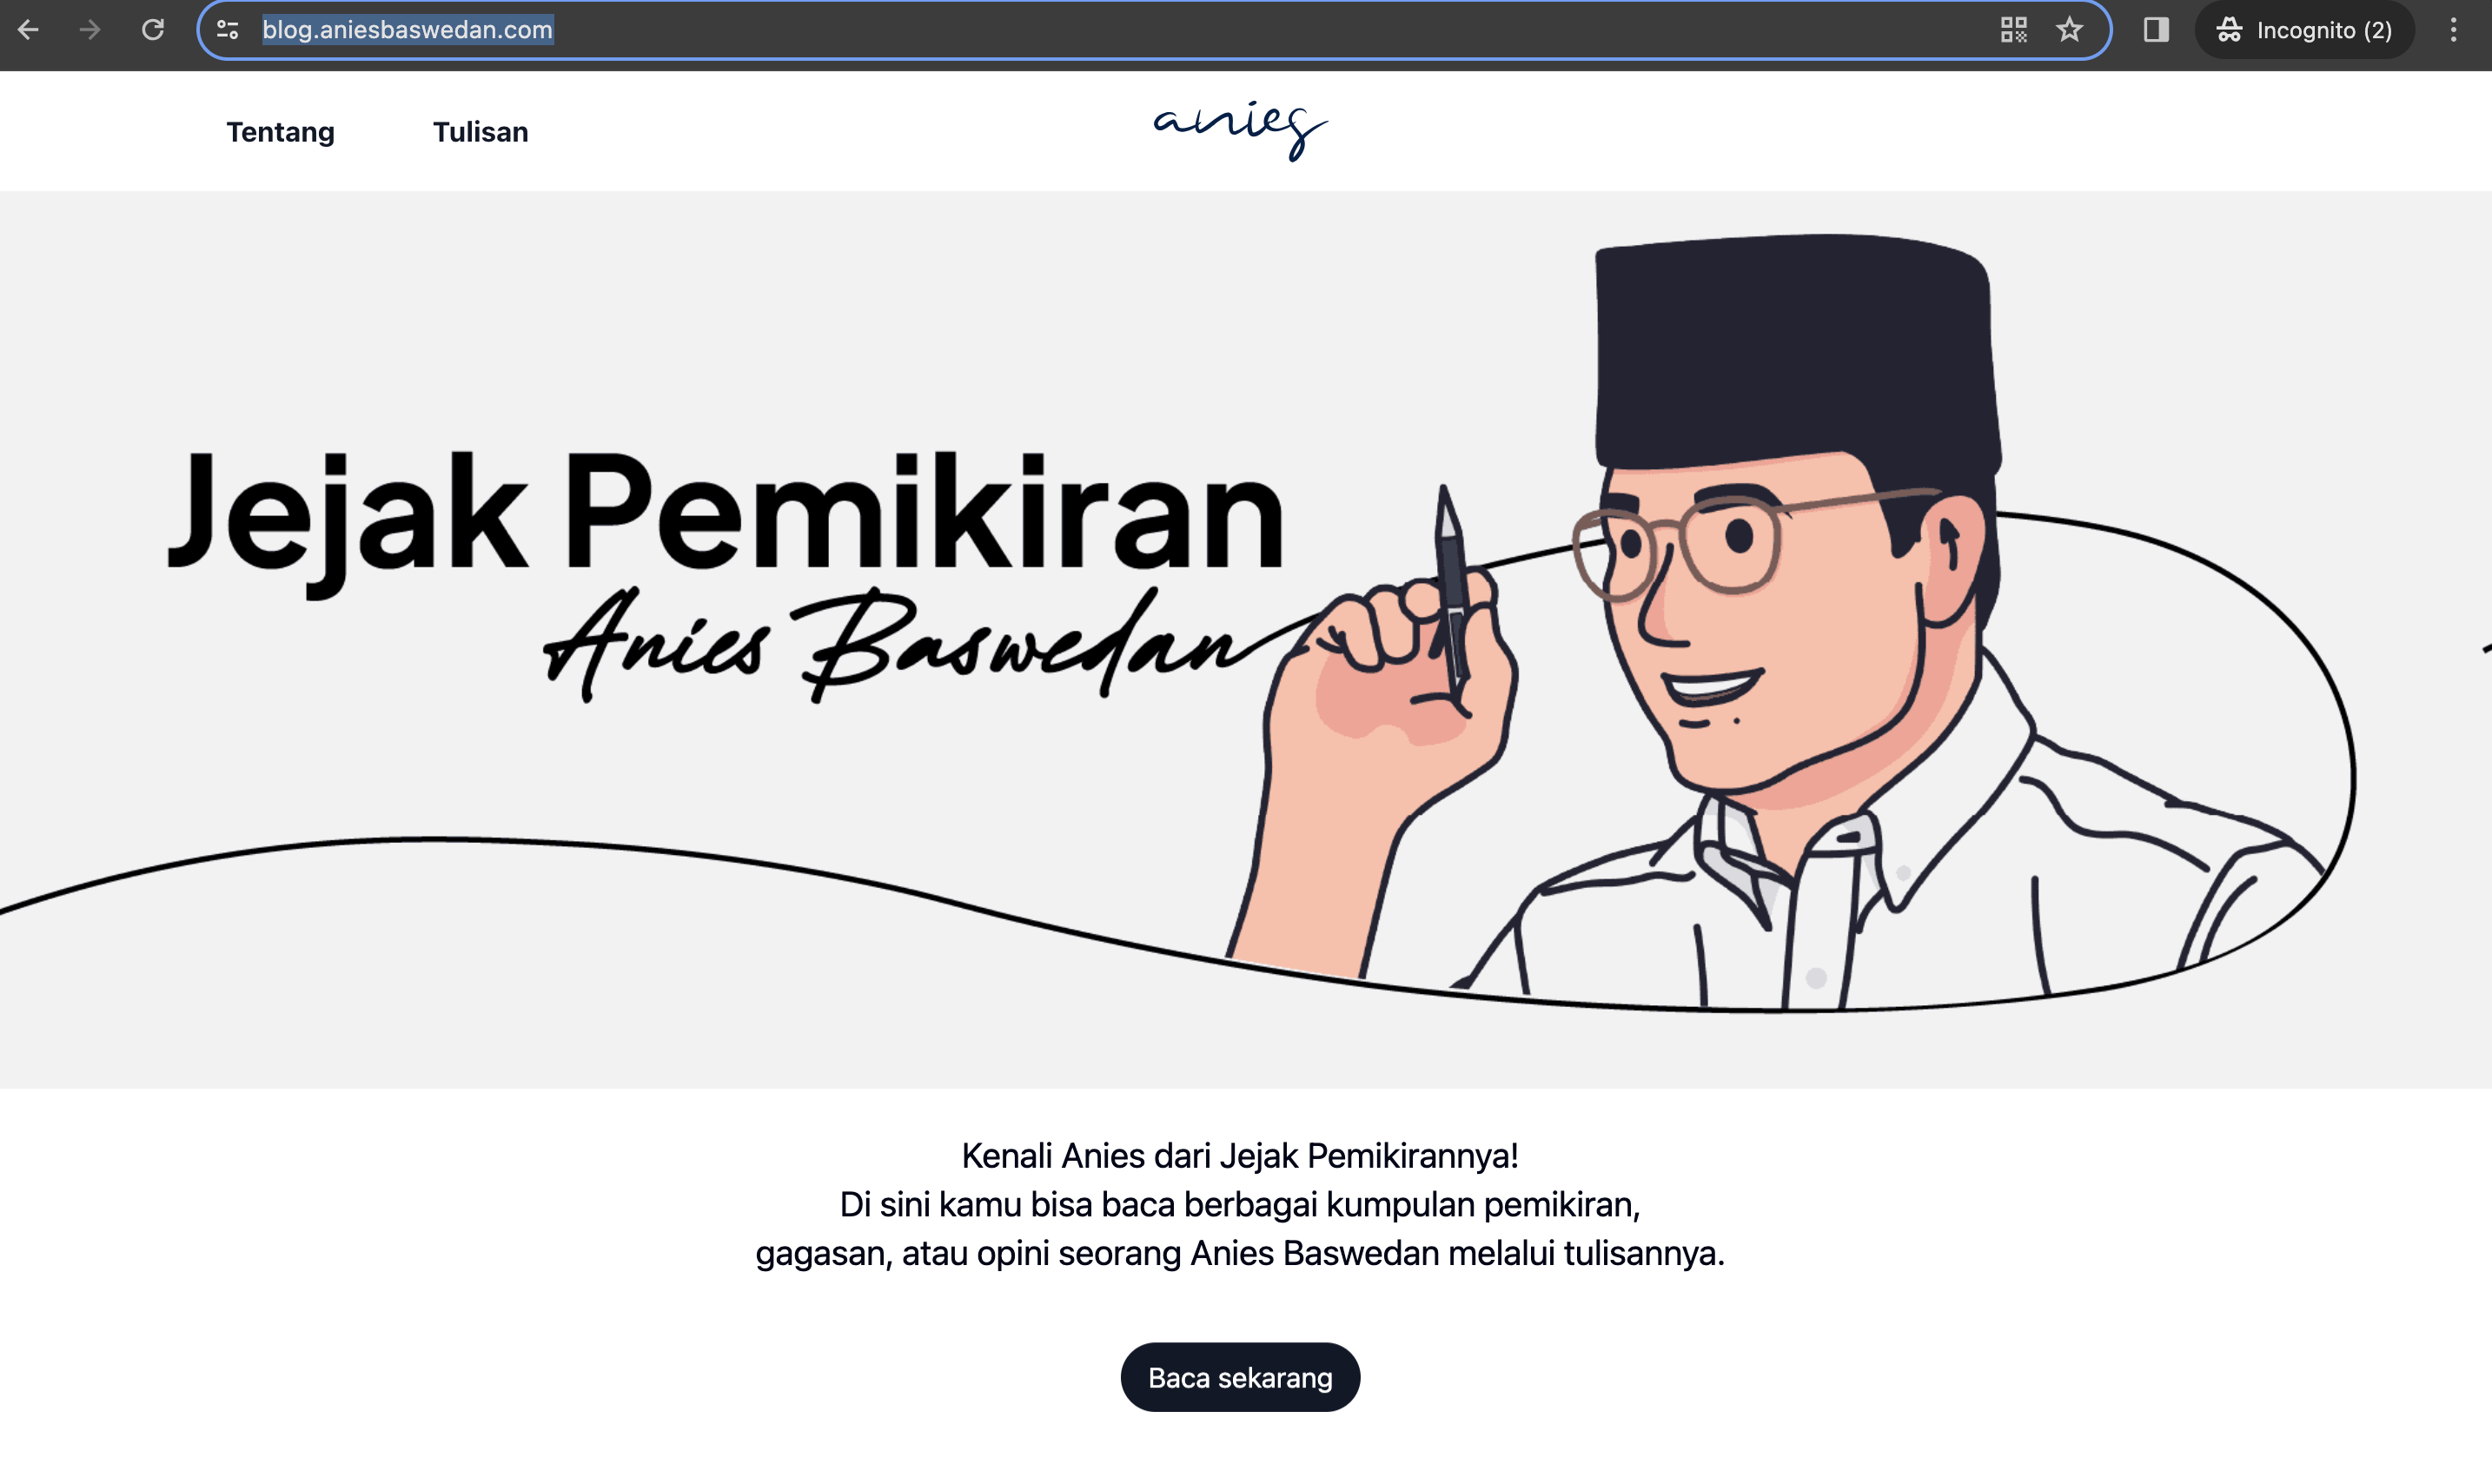 blog.aniesbaswedan.com
Incognito (2)
Tentang
Tulisan
anies
Jejak Pemikiran
Anies Baswedan
Kenali Anies dari Jejak Pemikirannya!
Di sini kamu bisa baca berbagai kumpulan pemikiran,
gagasan, atau opini seorang Anies Baswedan melalui tulisannya.
Baca sekarang